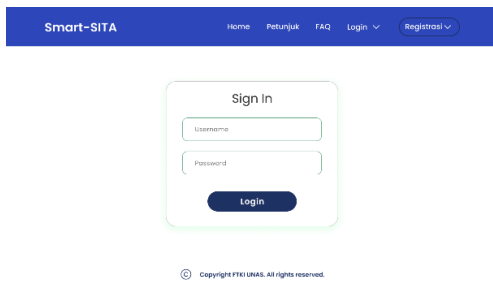 Smart-SITA Home Petunjuk FAQ Login Registrasi
Sign In
Username
Password
Login
© Copyright FTKI UNAS. All rights reserved.